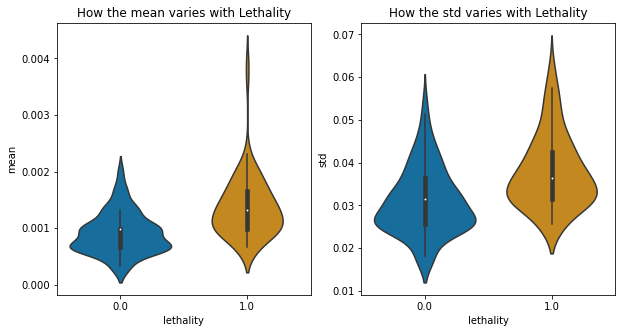 How the mean varies with Lethality
mean
0.004
0.003
0.002
0.001
0.000
0.0 1.0
lethality
How the std varies with Lethality
std
0.07
0.06
0.05
0.04
0.03
0.02
0.01
0.0 1.0
lethality